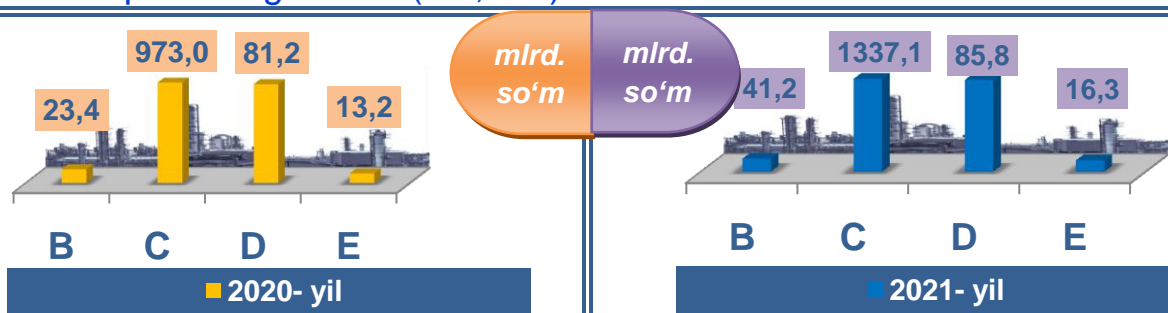 973,0 81,2
23,4 13,2
B C D E
2020- yil
mlrd. so‘m
mlrd. so‘m
1337,1 85,8
41,2 16,3
B C D E
2021- yil